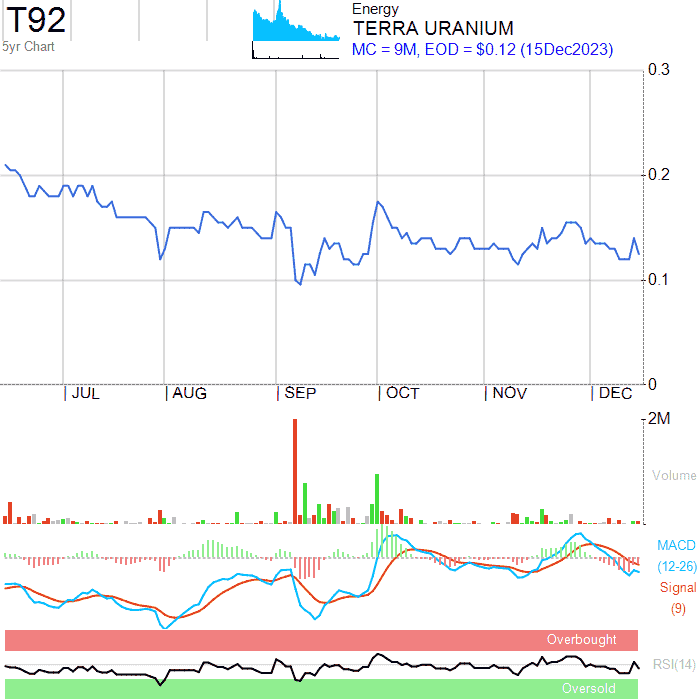 T92
5yr Chart
Energy
TERRA URANIUM
MC = 9M, EOD = $0.12 (15Dec2023)
0.3
0.2
0.1
0
JUL AUG SEP OCT NOV DEC
2M
Volume
MACD
(12-26)
Signal
(9)
Overbought
RSI(14)
Oversold